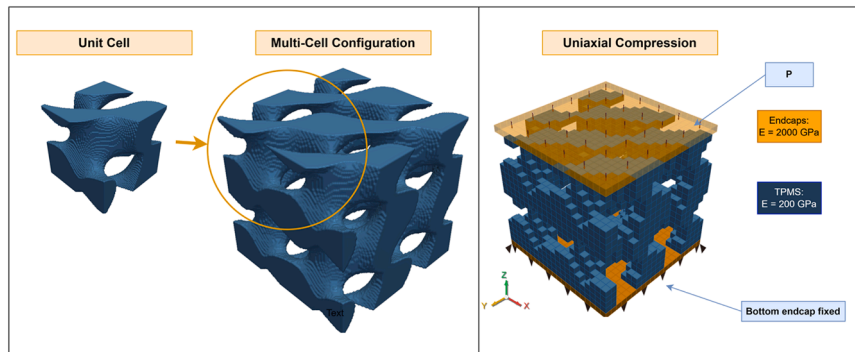 Unit Cell
Multi-Cell Configuration
Text
Uniaxial Compression
P
Endcaps:
E = 2000 GPa
TPMS:
E = 200 GPa
Z
Y
X
Bottom endcap fixed